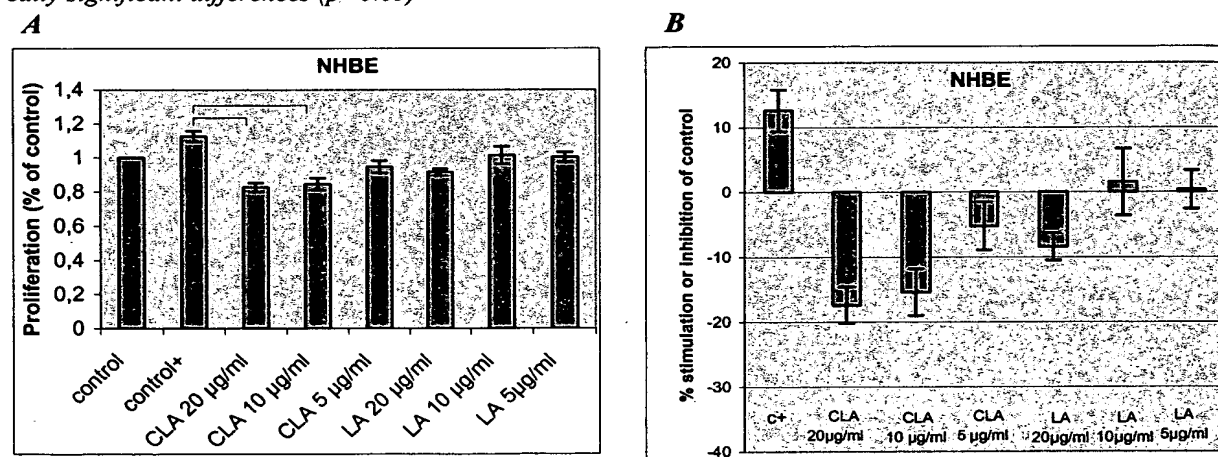 cally significant differences (p
A
B
NHBE
Proliferation (% of control)
1,4
1,2
1
0,8
0,6
0,4
0,2
0
control
control+
CLA 20 µg/ml
CLA 10 µg/ml
CLA 5 µg/ml
LA 20 µg/ml
LA 10 µg/ml
LA 5µg/ml
NHBE
% stimulation or inhibition of control
20
10
0
-10
-20
-30
-40
c+
CLA
20µg/ml
CLA
10 µg/ml
CLA
5 µg/ml
LA
20µg/ml
LA
10µg/ml
LA
5µg/ml